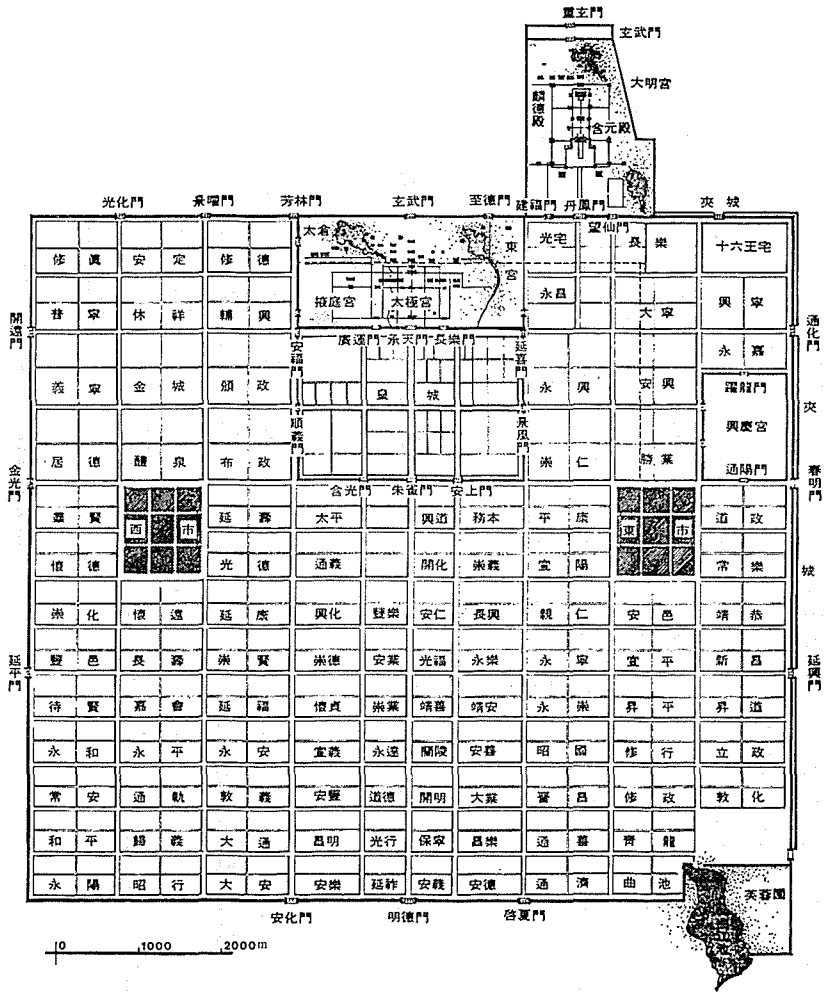 重玄門
玄武門
大明宮
麟德殿
含元殿
光化門 景曜門 芳林門 玄武門 至德門 建福門 丹鳳門 夾城
望仙門
太倉 東宮 光宅 長樂 十六王宅
修眞 安定 修德
掖庭宮 太極宮 永昌 大寧 興寧
普寧 休祥 輔興
開遠門 通化門
安福門 廣運門 承天門 長樂門 延喜門 永嘉
義寧 金城 頒政 皇城 永興 安興 躍龍門 夾
順義門 景風門 興慶宮
居德 醴泉 布政 崇仁 勝業 通陽門
金光門 含光門 朱雀門 安上門 春明門
羣賢 西市 延壽 太平 興道 務本 平康 東市 道政
懷德 光德 通義 開化 崇義 宣陽 常樂 城
崇化 懷遠 延康 興化 豐樂 安仁 長興 親仁 安邑 靖恭
延平門 豐邑 長壽 崇賢 崇德 安業 光福 永樂 永寧 宣平 新昌 延興門
待賢 嘉會 延福 懷貞 崇業 靖善 靖安 永崇 昇平 昇道
永和 永平 永安 宣義 永達 蘭陵 安善 昭國 修行 立政
常安 通軌 敦義 安豐 道德 開明 大業 晉昌 修政 敦化
和平 歸義 大通 昌明 光行 保寧 昌樂 通善 青龍
永陽 昭行 大安 安樂 延祚 安義 安德 通濟 曲池
芙蓉園
安化門 明德門 啓夏門
0 1000 2000m